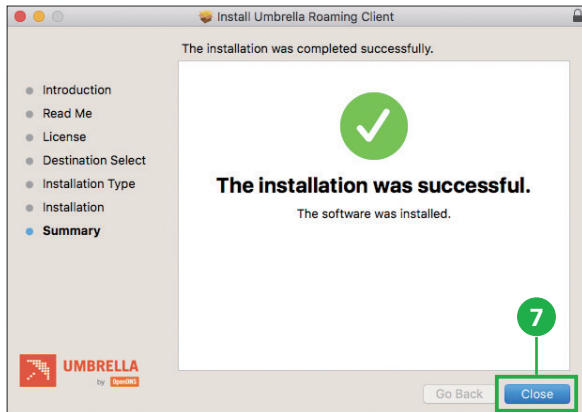 Install Umbrella Roaming Client
The installation was completed successfully.
Introduction
Read Me
License
Destination Select
Installation Type
Installation
Summary
The installation was successful.
The software was installed.
7
UMBRELLA
by OpenDNS
Go Back
Close